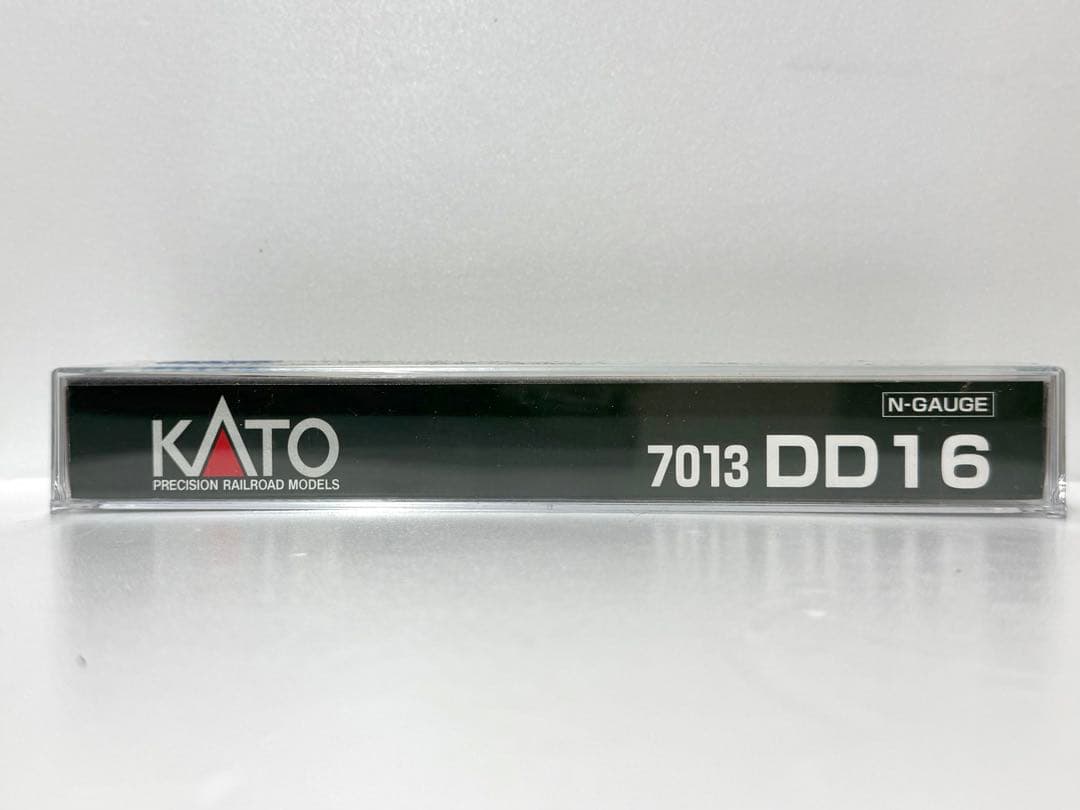 KATO
PRECISION RAILROAD MODELS
N-GAUGE
7013 DD16